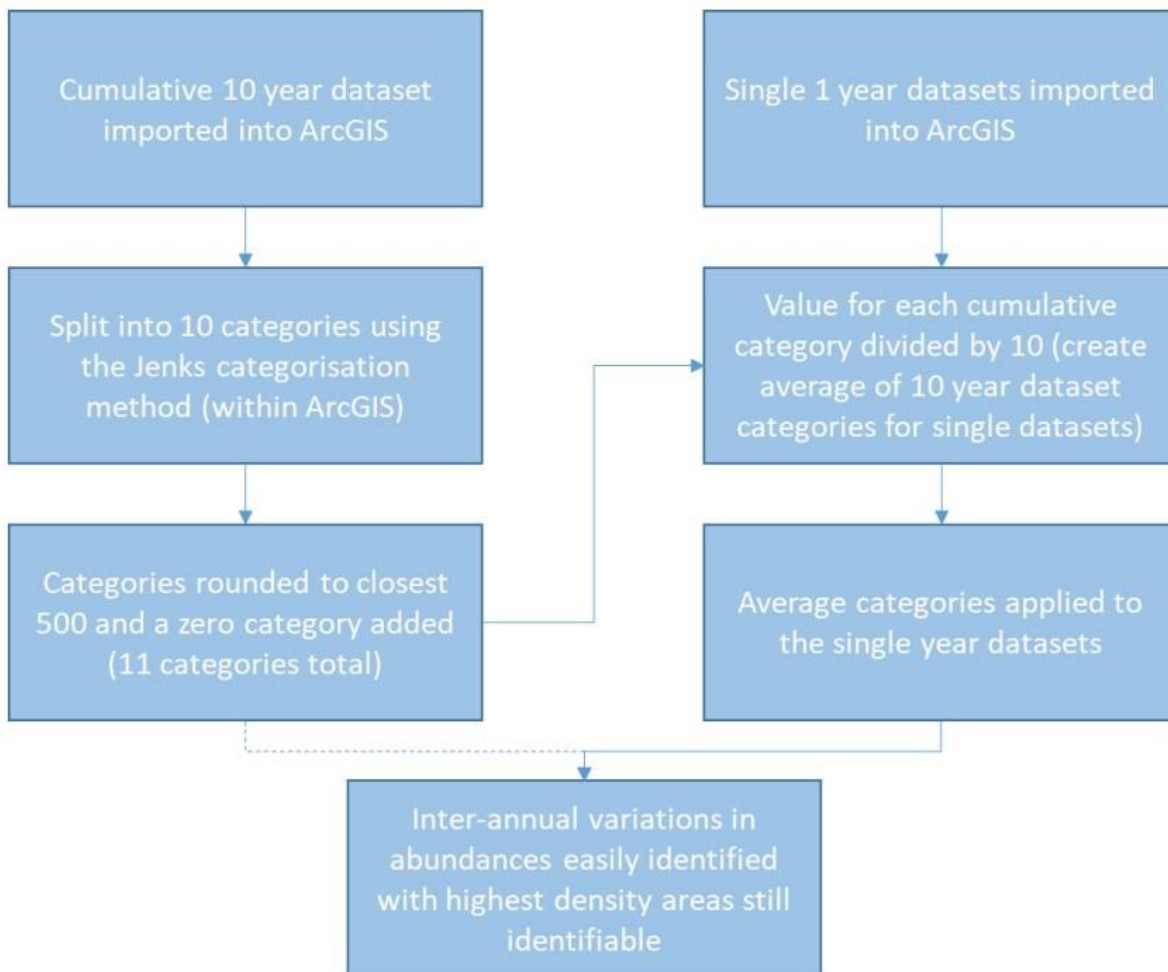 Cumulative 10 year dataset
imported into ArcGIS
Single 1 year datasets imported
into ArcGIS
Split into 10 categories using
the Jenks categorisation
method (within ArcGIS)
Value for each cumulative
category divided by 10 (create
average of 10 year dataset
categories for single datasets)
Categories rounded to closest
500 and a zero category added
(11 categories total)
Average categories applied to
the single year datasets
Inter-annual variations in
abundances easily identified
with highest density areas still
identifiable